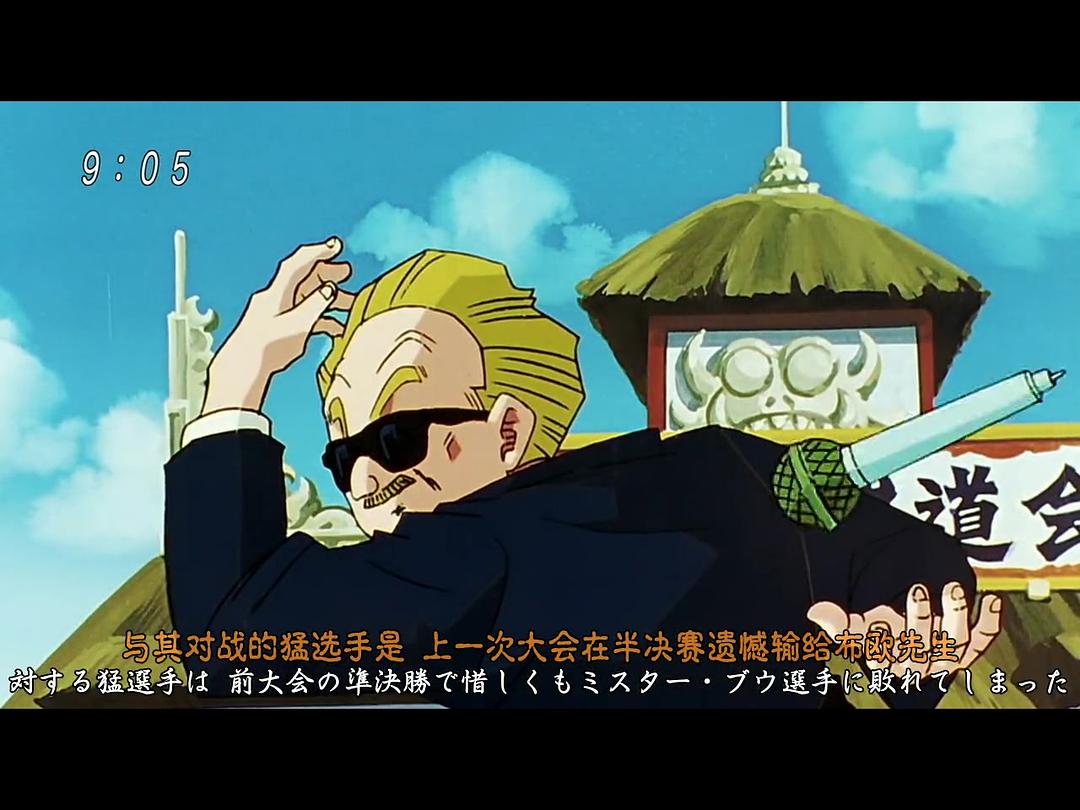 9:05
道会
与其对战的猛选手是 上一次大会在半决赛遗憾输给布欧先生
対する猛選手は 前大会の準決勝で惜しくもミスター・ブウ選手に敗れてしまった